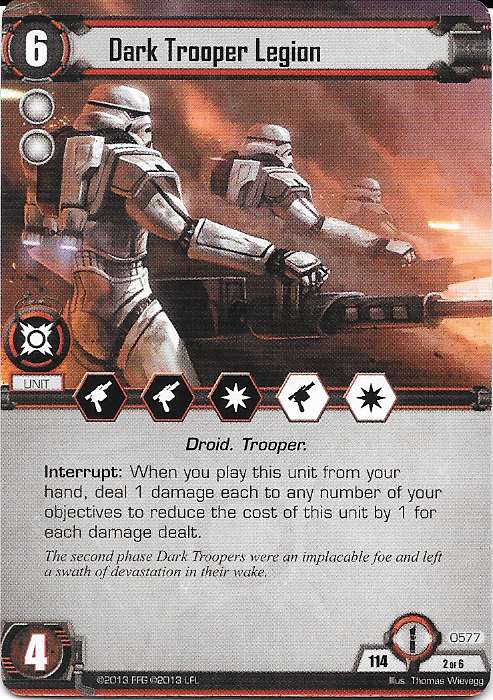 6
Dark Trooper Legion
UNIT
Droid. Trooper.
Interrupt: When you play this unit from your
hand, deal 1 damage each to any number of your
objectives to reduce the cost of this unit by 1 for
each damage dealt.
The second phase Dark Troopers were an implacable foe and left
a swath of devastation in their wake.
4
0577
114
2 OF 6
©2013 FFG ©2013 LFL
Illus. Thomas Wievegg